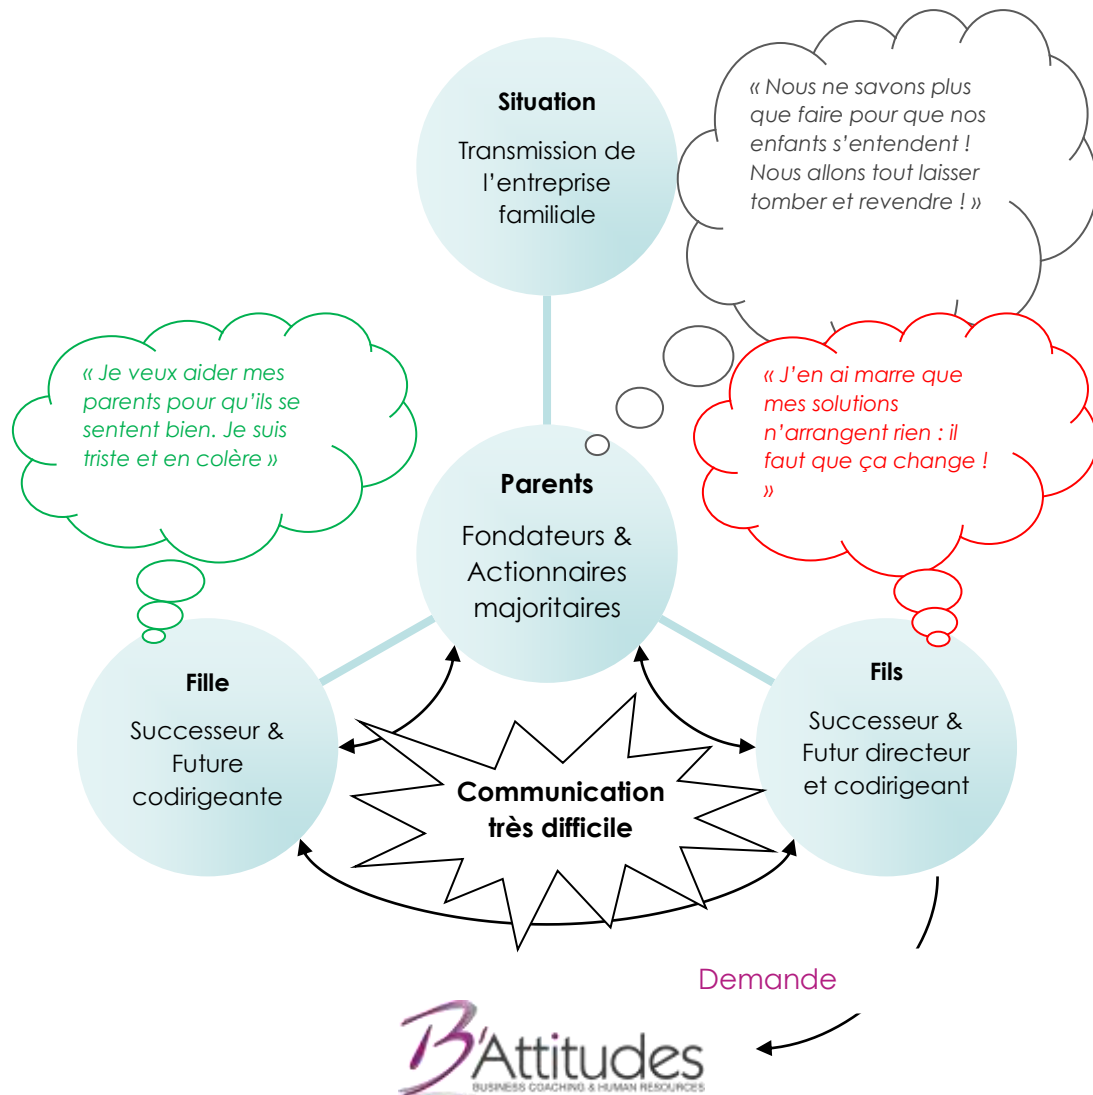 Situation
Transmission de
l’entreprise
familiale
« Nous ne savons plus
que faire pour que nos
enfants s’entendent !
Nous allons tout laisser
tomber et revendre ! »
« Je veux aider mes
parents pour qu’ils se
sentent bien. Je suis
triste et en colère »
« J’en ai marre que
mes solutions
n’arrangent rien : il
faut que ça change !
»
Parents
Fondateurs &
Actionnaires
majoritaires
Fille
Successeur &
Future
codirigeante
Fils
Successeur &
Futur directeur
et codirigeant
Communication
très difficile
Demande
B’Attitudes
BUSINESS COACHING & HUMAN RESOURCES